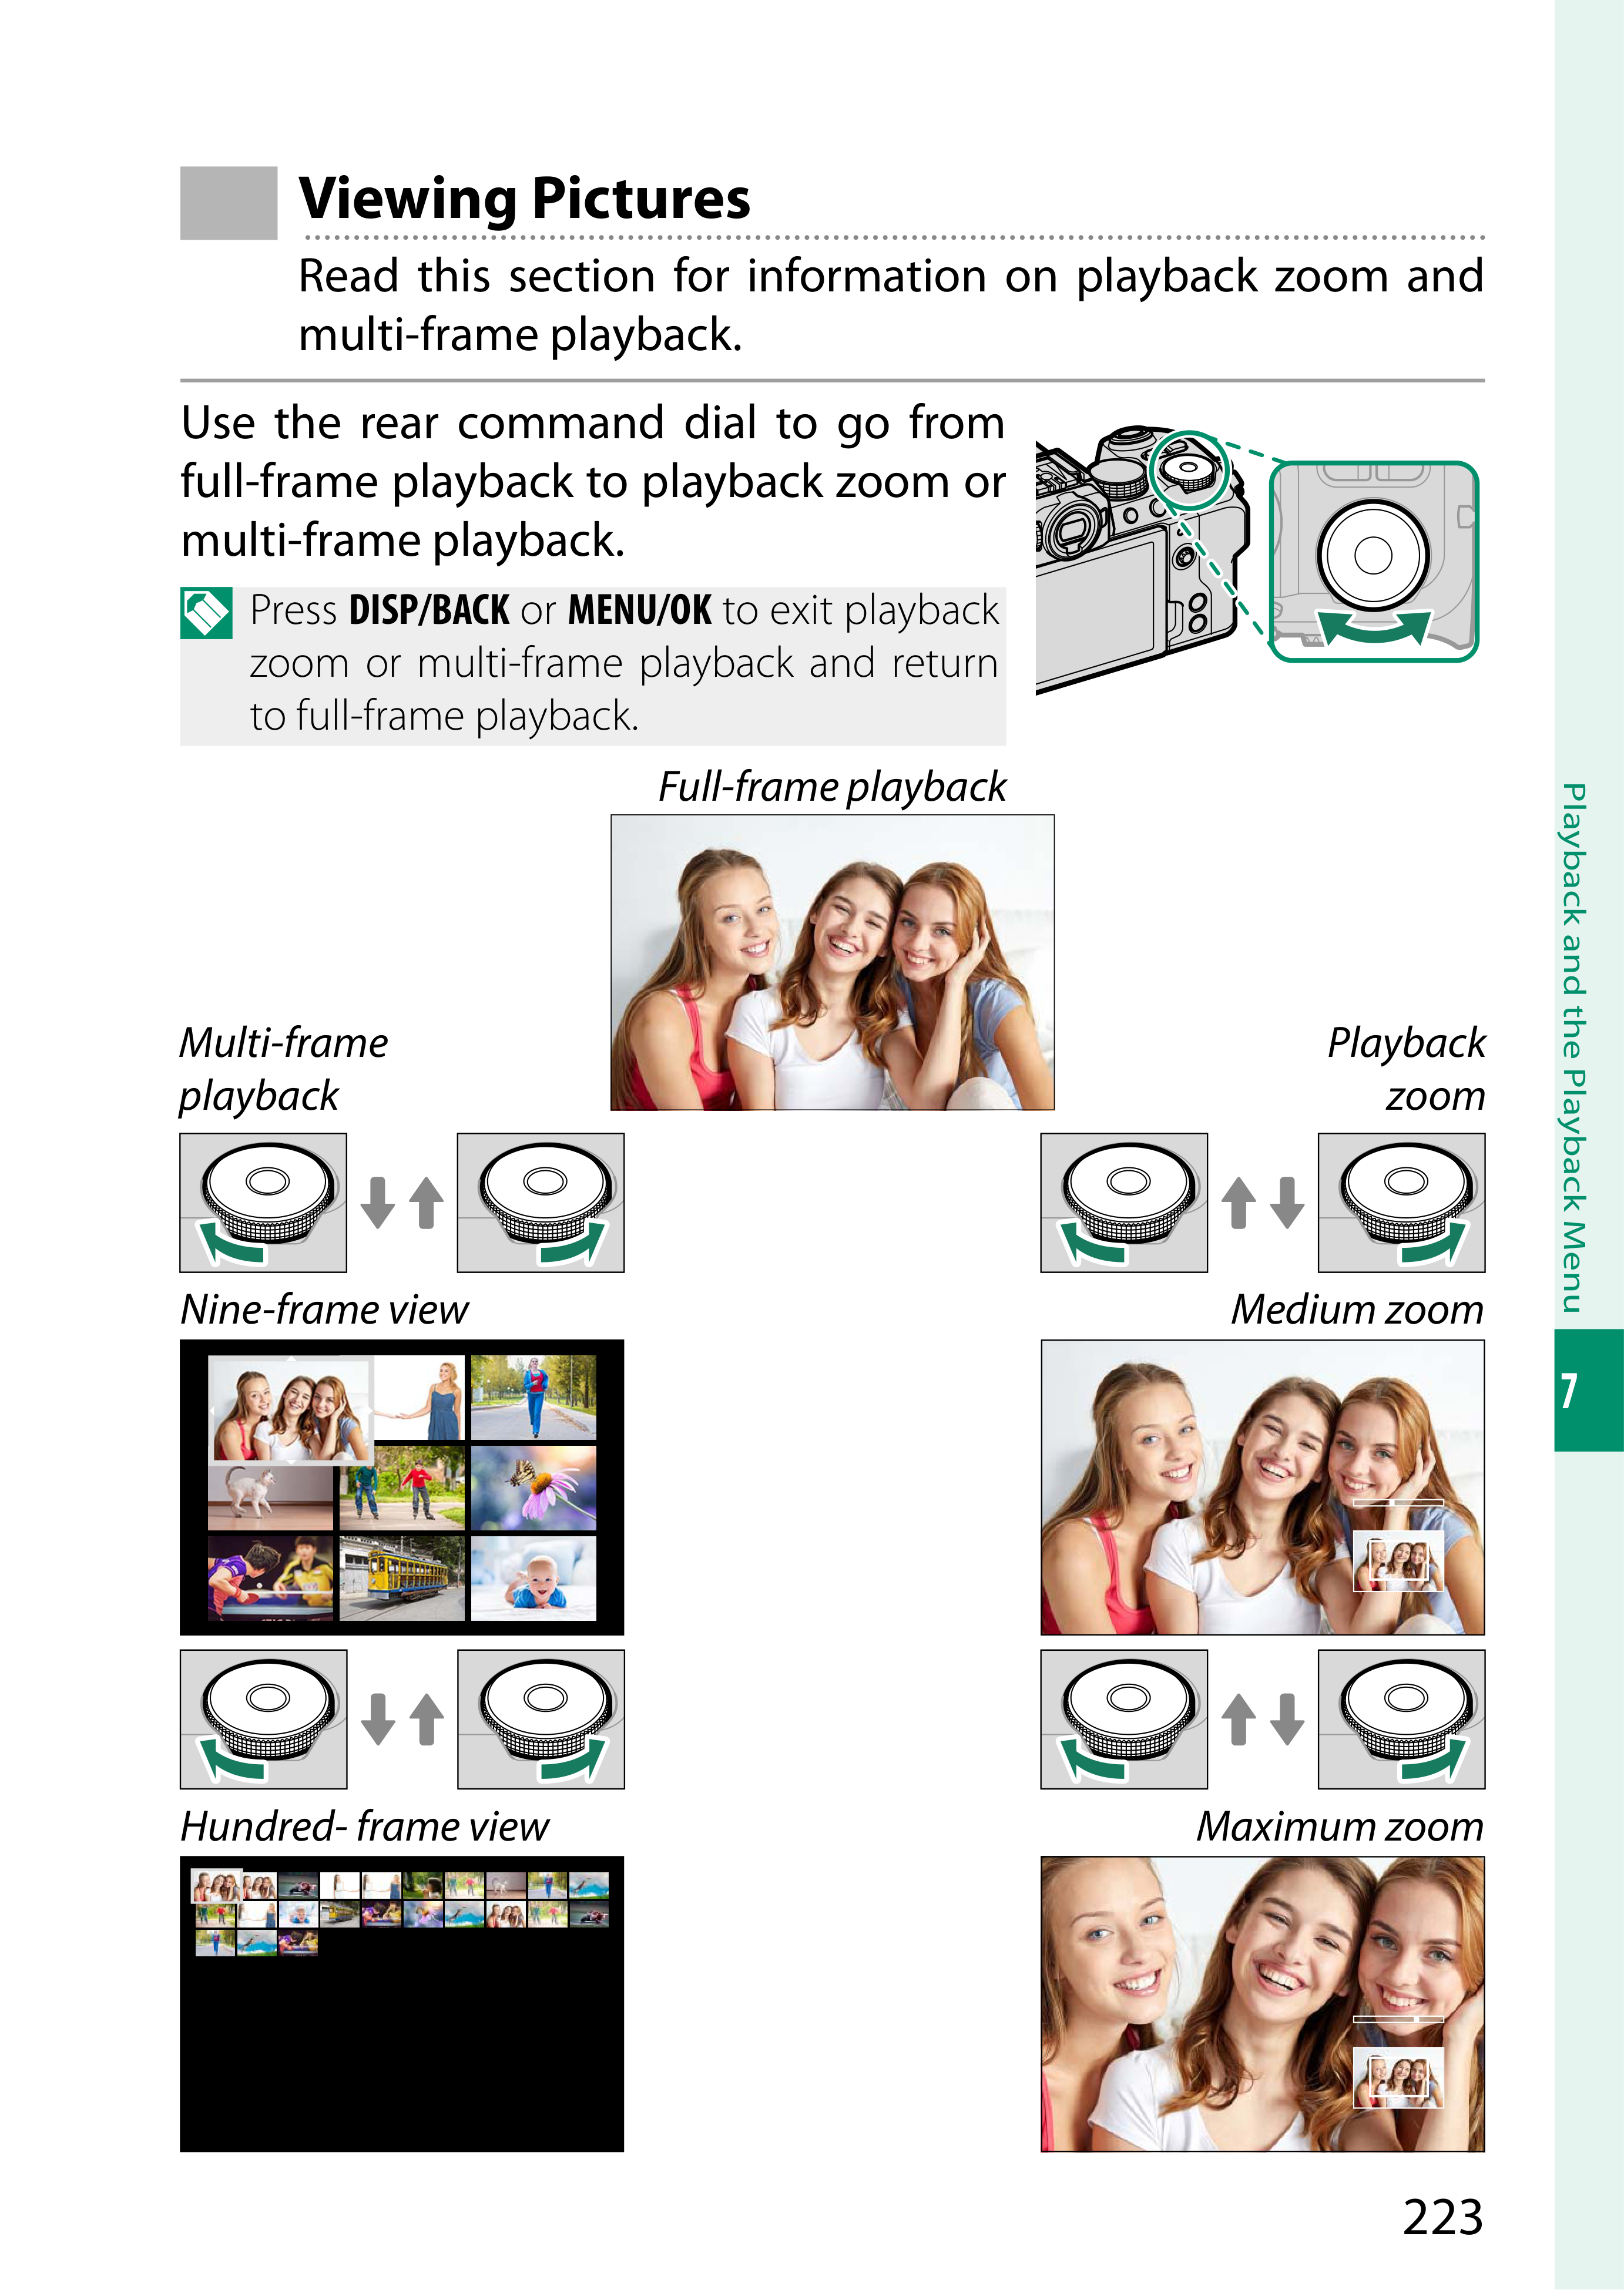 Viewing Pictures
Read this section for information on playback zoom and
multi-frame playback.
Use the rear command dial to go from
full-frame playback to playback zoom or
multi-frame playback.
Press DISP/BACK or MENU/OK to exit playback
zoom or multi-frame playback and return
to full-frame playback.
Full-frame playback
Multi-frame
playback
Playback
zoom
Nine-frame view
Medium zoom
Hundred- frame view
Maximum zoom
Playback and the Playback Menu
7
223